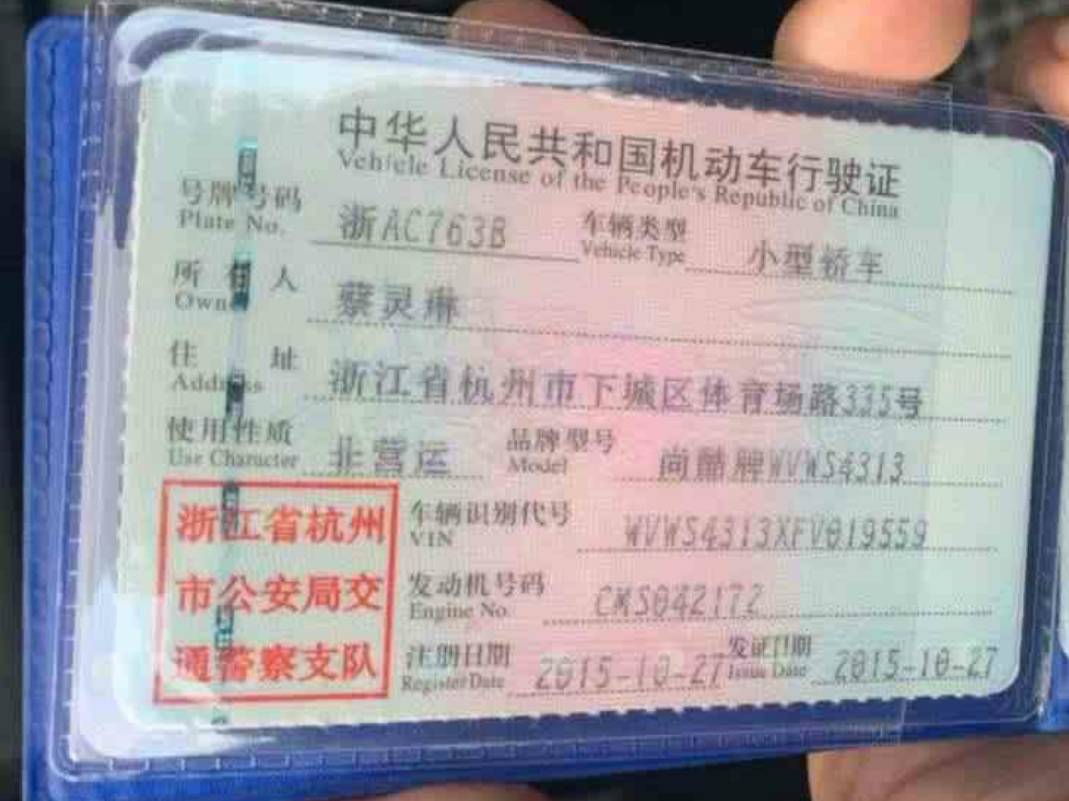 中华人民共和国机动车行驶证
Vehicle License of the People's Republic of China
号牌号码 浙AC763B 车辆类型 小型轿车
Plate No. Vehicle Type
所有人 蔡灵琳
Owner
住址 浙江省杭州市下城区体育场路335号
Address
使用性质 非营运 品牌型号 尚酷牌WVWS4313
Use Character Model
浙江省杭州
市公安局交
通警察支队
车辆识别代号 WVWS4313XFV019559
VIN
发动机号码 CMS042172
Engine No.
注册日期 2015-10-27 发证日期 2015-10-27
Register Date Issue Date